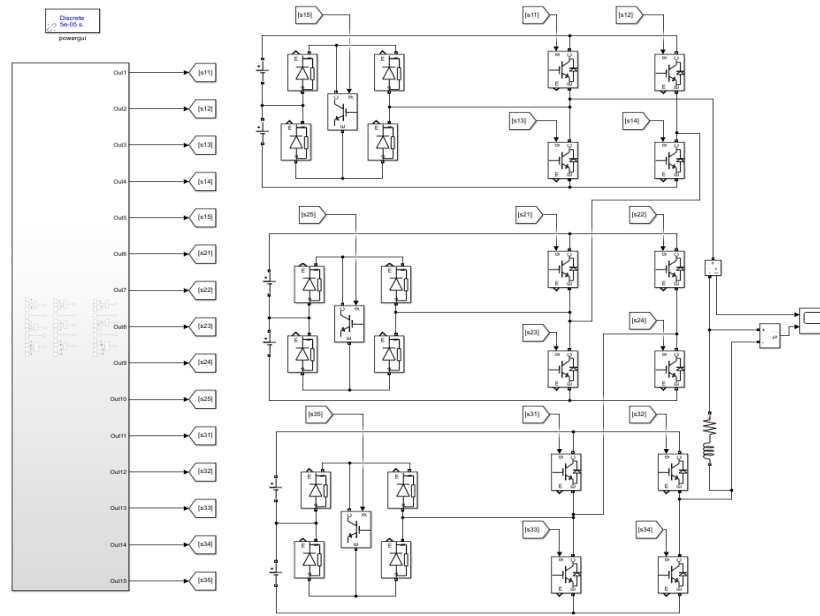 Discrete
5e-05 s.
powergui
Out1
[s11]
Out2
[s12]
Out3
[s13]
Out4
[s14]
Out5
[s15]
Out6
[s21]
Out7
[s22]
Out8
[s23]
Out9
[s24]
Out10
[s25]
Out11
[s31]
Out12
[s32]
Out13
[s33]
Out14
[s34]
Out15
[s35]
[s15]
[s11]
[s12]
[s13]
[s14]
[s25]
[s21]
[s22]
[s23]
[s24]
[s35]
[s31]
[s32]
[s33]
[s34]